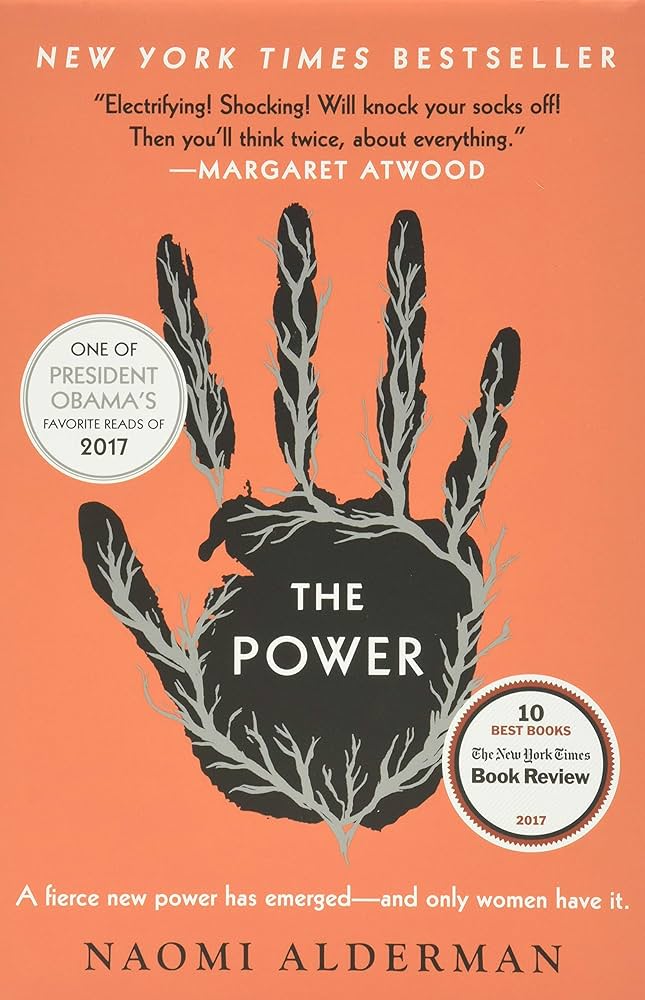 NEW YORK TIMES BESTSELLER
“Electrifying! Shocking! Will knock your socks off!
Then you’ll think twice, about everything.”
—MARGARET ATWOOD
ONE OF
PRESIDENT
OBAMA’S
FAVORITE READS OF
2017
THE
POWER
10
BEST BOOKS
The New York Times
Book Review
2017
A fierce new power has emerged—and only women have it.
NAOMI ALDERMAN